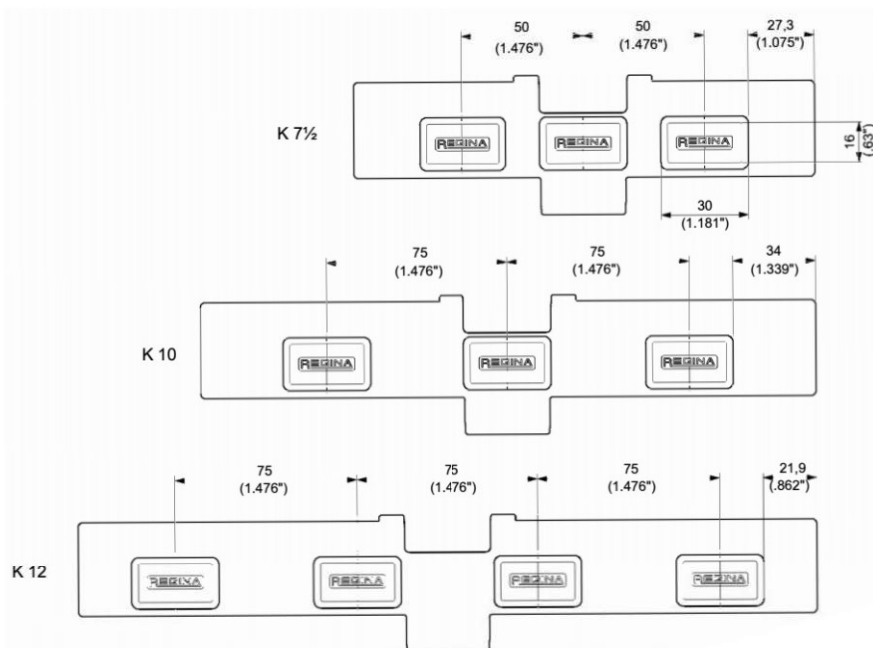 50 50 27,3
(1.476") (1.476") (1.075")
K 7½
REGINA REGINA REGINA
16
(.63")
30
(1.181")
75 75 34
(1.476") (1.476") (1.339")
K 10
REGINA REGINA REGINA
75 75 75 21,9
(1.476") (1.476") (1.476") (.862")
K 12
REGINA REGINA REGINA REGINA